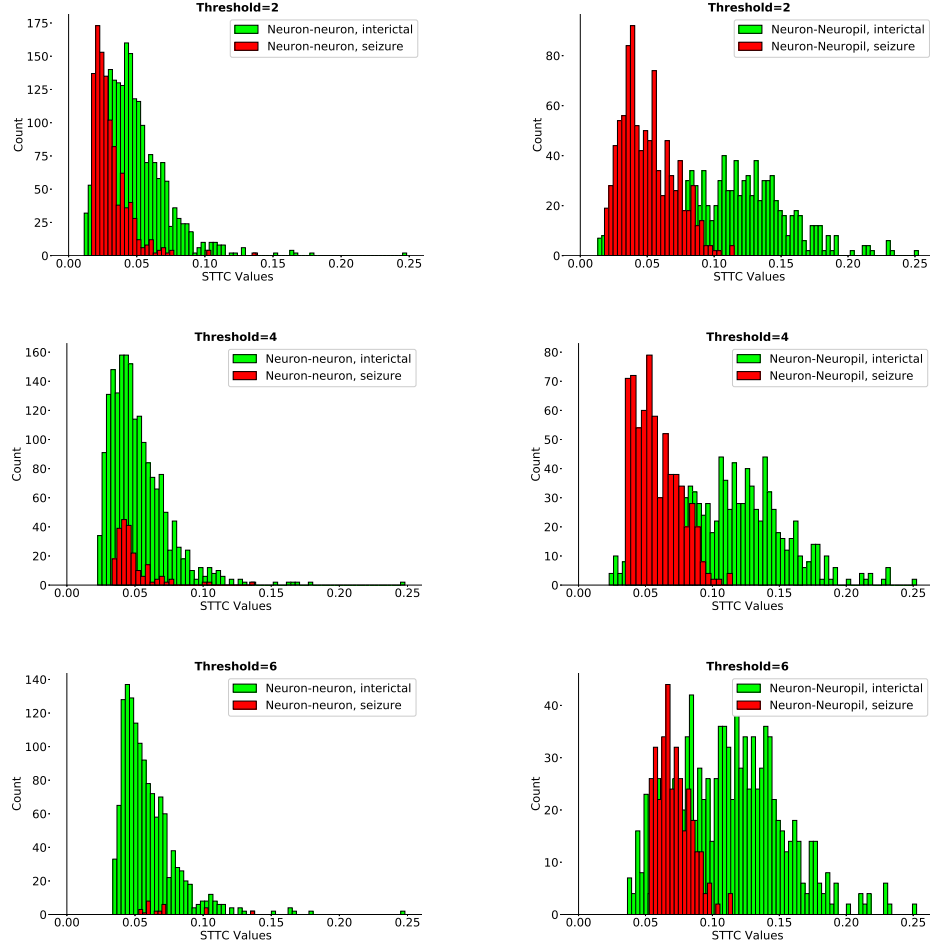 Threshold=2
Neuron-neuron, interictal
Neuron-neuron, seizure
175
150
125
100
75
50
25
0
Count
0.00 0.05 0.10 0.15 0.20 0.25
STTC Values
Threshold=2
Neuron-Neuropil, interictal
Neuron-Neuropil, seizure
80
60
40
20
0
Count
0.00 0.05 0.10 0.15 0.20 0.25
STTC Values
Threshold=4
Neuron-neuron, interictal
Neuron-neuron, seizure
160
140
120
100
80
60
40
20
0
Count
0.00 0.05 0.10 0.15 0.20 0.25
STTC Values
Threshold=4
Neuron-Neuropil, interictal
Neuron-Neuropil, seizure
80
70
60
50
40
30
20
10
0
Count
0.00 0.05 0.10 0.15 0.20 0.25
STTC Values
Threshold=6
Neuron-neuron, interictal
Neuron-neuron, seizure
140
120
100
80
60
40
20
0
Count
0.00 0.05 0.10 0.15 0.20 0.25
STTC Values
Threshold=6
Neuron-Neuropil, interictal
Neuron-Neuropil, seizure
40
30
20
10
0
Count
0.00 0.05 0.10 0.15 0.20 0.25
STTC Values